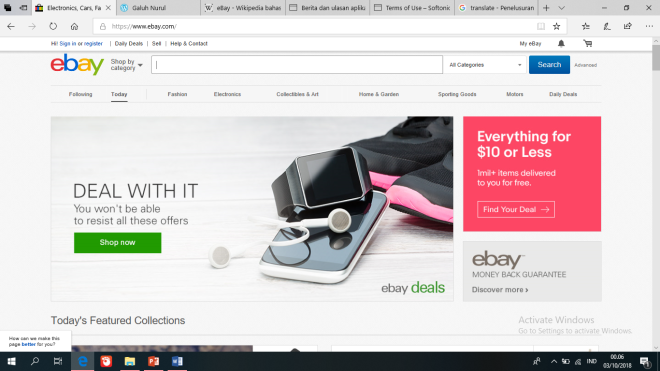 Electronics, Cars, Fa
Galuh Nurul
eBay - Wikipedia bahas
Berita dan ulasan aplika
Terms of Use – Softonic
translate - Penelusuran
https://www.ebay.com/
Hi! Sign in or register
Daily Deals
Sell
Help & Contact
My eBay
ebay
Shop by
category
All Categories
Search
Advanced
Following
Today
Fashion
Electronics
Collectibles & Art
Home & Garden
Sporting Goods
Motors
Daily Deals
DEAL WITH IT
You won't be able
to resist all these offers
Shop now
ebay deals
Everything for
$10 or Less
1mil+ items delivered
to you for free.
Find Your Deal →
ebay
MONEY BACK GUARANTEE
Discover more ›
Today's Featured Collections
Activate Windows
Go to Settings to activate Windows.
How can we make this
page better for you?
IND
00.06
03/10/2018